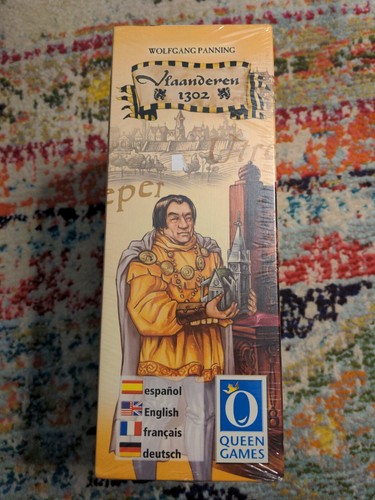 WOLFGANG PANNING
Vlaanderen
1302
eper
español
English
français
deutsch
QUEEN
GAMES